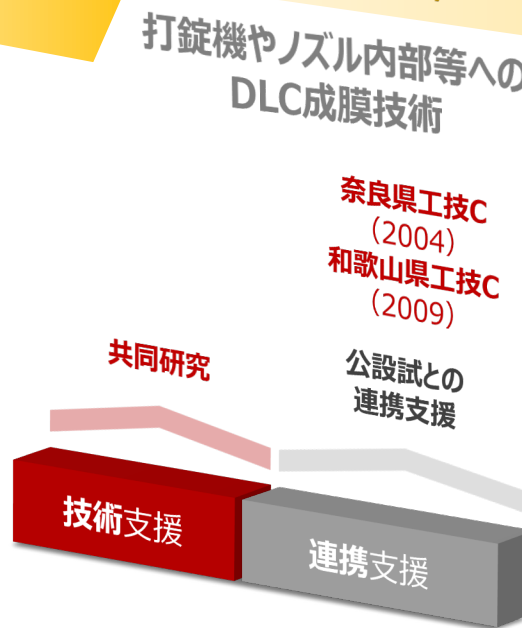 打錠機やノズル内部等への
DLC成膜技術
奈良県工技C
（2004）
和歌山県工技C
（2009）
共同研究
公設試との
連携支援
技術支援
連携支援